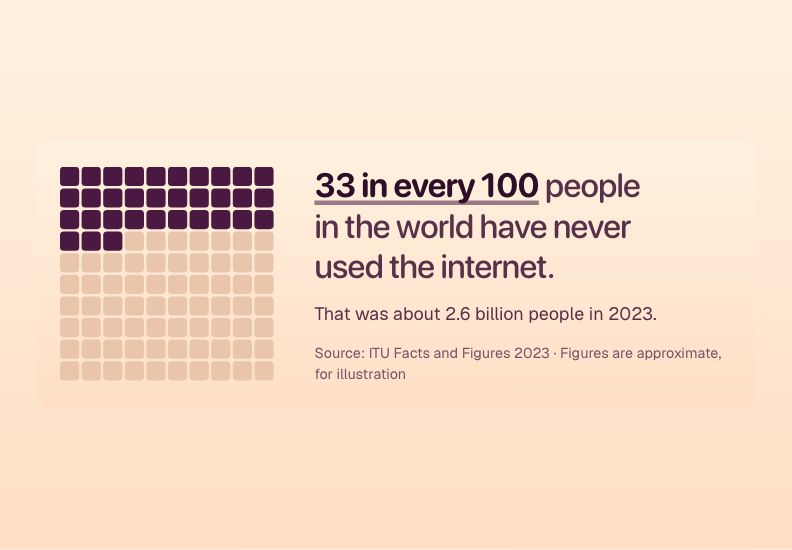 33 in every 100 people
in the world have never
used the internet.
That was about 2.6 billion people in 2023.
Source: ITU Facts and Figures 2023 · Figures are approximate,
for illustration